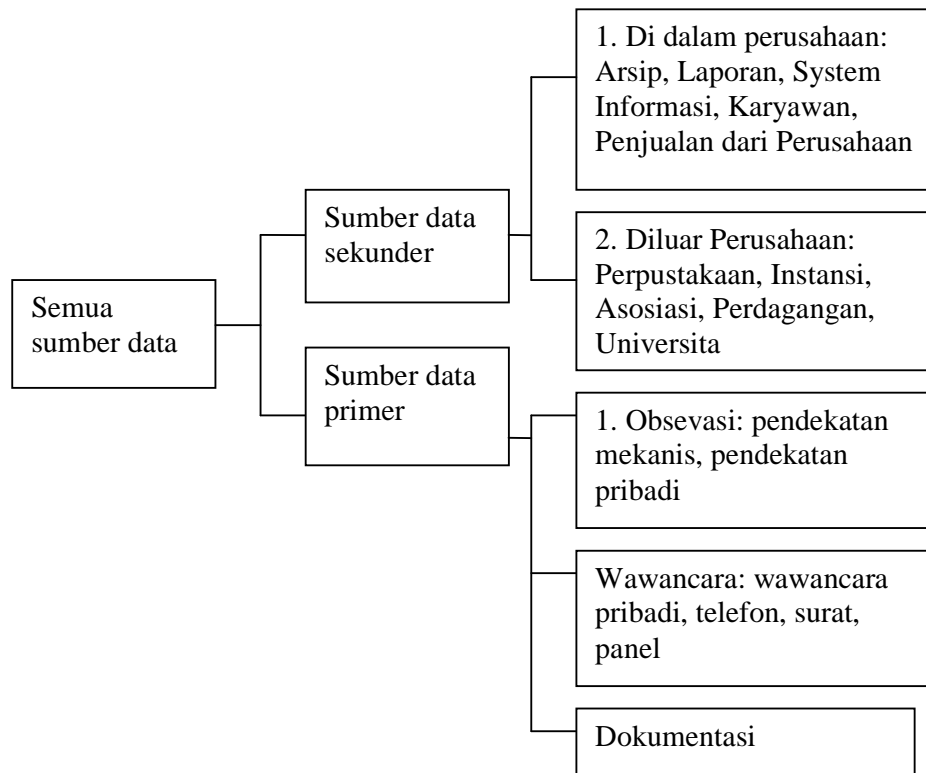 Semua
sumber data
Sumber data
sekunder
1. Di dalam perusahaan:
Arsip, Laporan, System
Informasi, Karyawan,
Penjualan dari Perusahaan
2. Diluar Perusahaan:
Perpustakaan, Instansi,
Asosiasi, Perdagangan,
Universita
Sumber data
primer
1. Obsevasi: pendekatan
mekanis, pendekatan
pribadi
Wawancara: wawancara
pribadi, telefon, surat,
panel
Dokumentasi